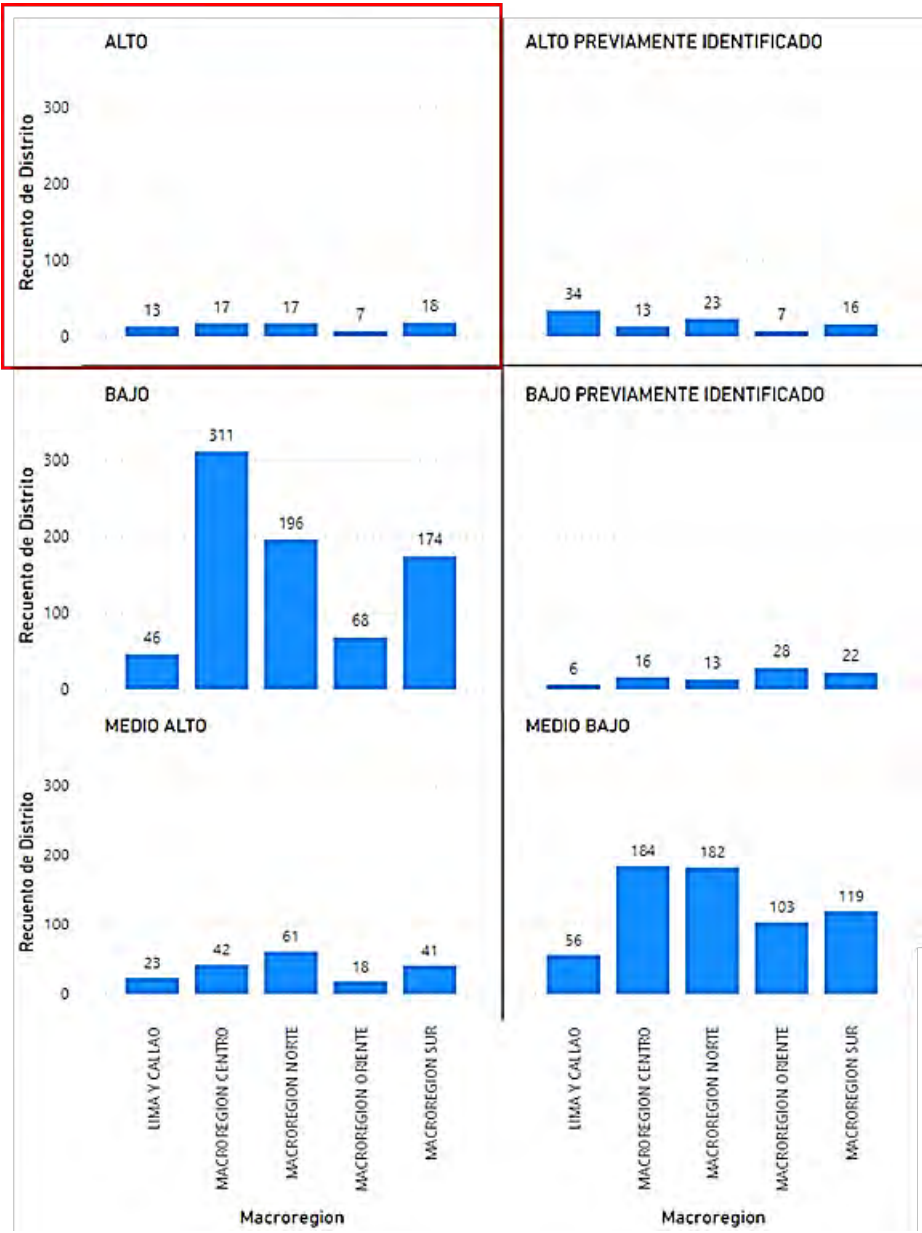 ALTO
ALTO PREVIAMENTE IDENTIFICADO
Recuento de Distrito
300
200
100
0
13 17 17 7 18
34 13 23 7 16
BAJO
BAJO PREVIAMENTE IDENTIFICADO
Recuento de Distrito
300
200
100
0
46 311 196 68 174
6 16 13 28 22
MEDIO ALTO
MEDIO BAJO
Recuento de Distrito
300
200
100
0
23 42 61 18 41
56 184 182 103 119
LIMA Y CALLAO
MACROREGION CENTRO
MACROREGION NORTE
MACROREGION ORIENTE
MACROREGION SUR
LIMA Y CALLAO
MACROREGION CENTRO
MACROREGION NORTE
MACROREGION ORIENTE
MACROREGION SUR
Macroregion
Macroregion